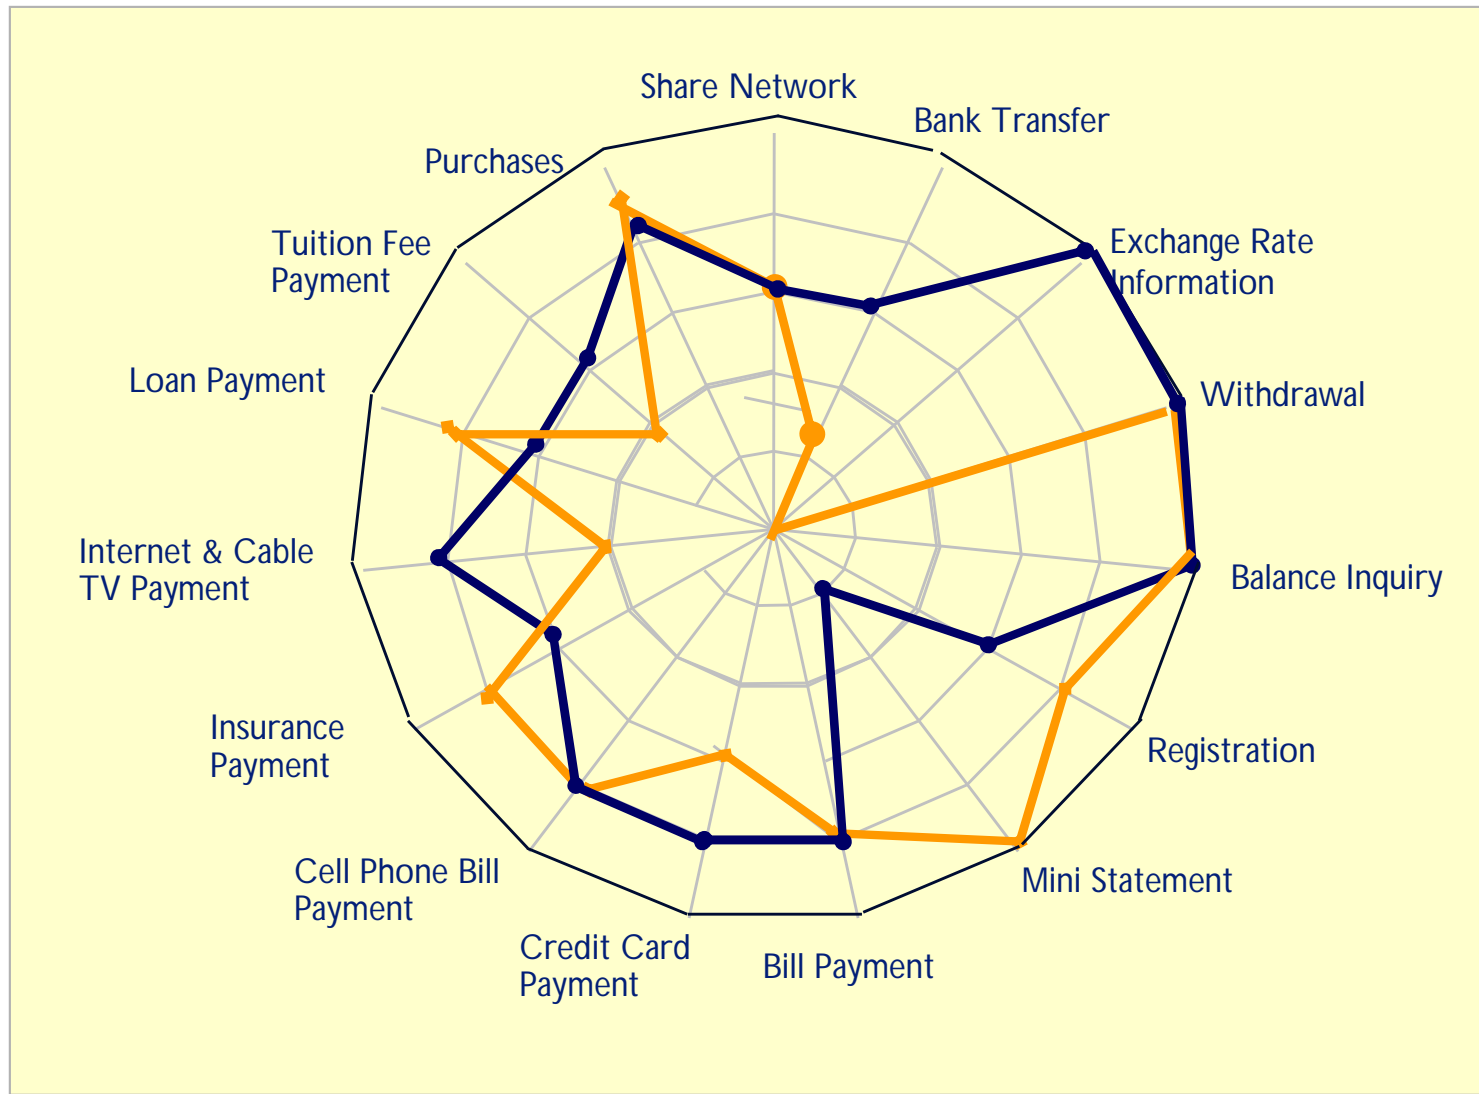 Share Network
Bank Transfer
Exchange Rate
Information
Withdrawal
Balance Inquiry
Registration
Mini Statement
Bill Payment
Credit Card
Payment
Cell Phone Bill
Payment
Insurance
Payment
Internet & Cable
TV Payment
Loan Payment
Tuition Fee
Payment
Purchases